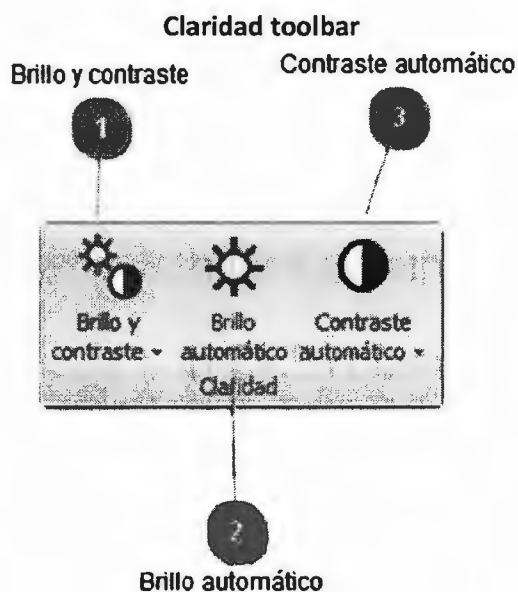 Claridad toolbar
Brillo y contraste
Contraste automático
1
3
Brillo y
contraste
Brillo
automático
Contraste
automático
Claridad
2
Brillo automático